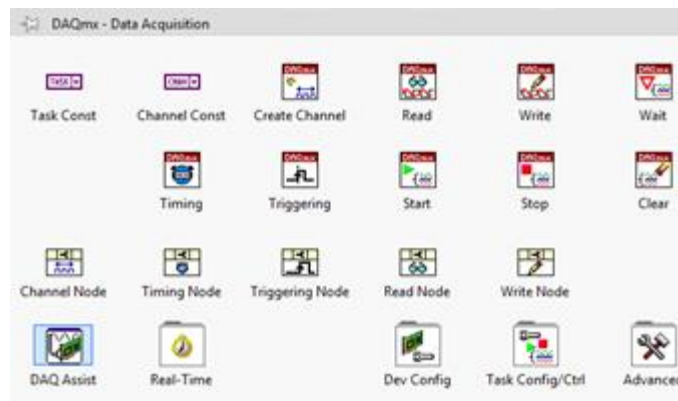 DAQmx - Data Acquisition
Task Const Channel Const Create Channel Read Write Wait
Timing Triggering Start Stop Clear
Channel Node Timing Node Triggering Node Read Node Write Node
DAQ Assist Real-Time Dev Config Task Config/Ctrl Advanced